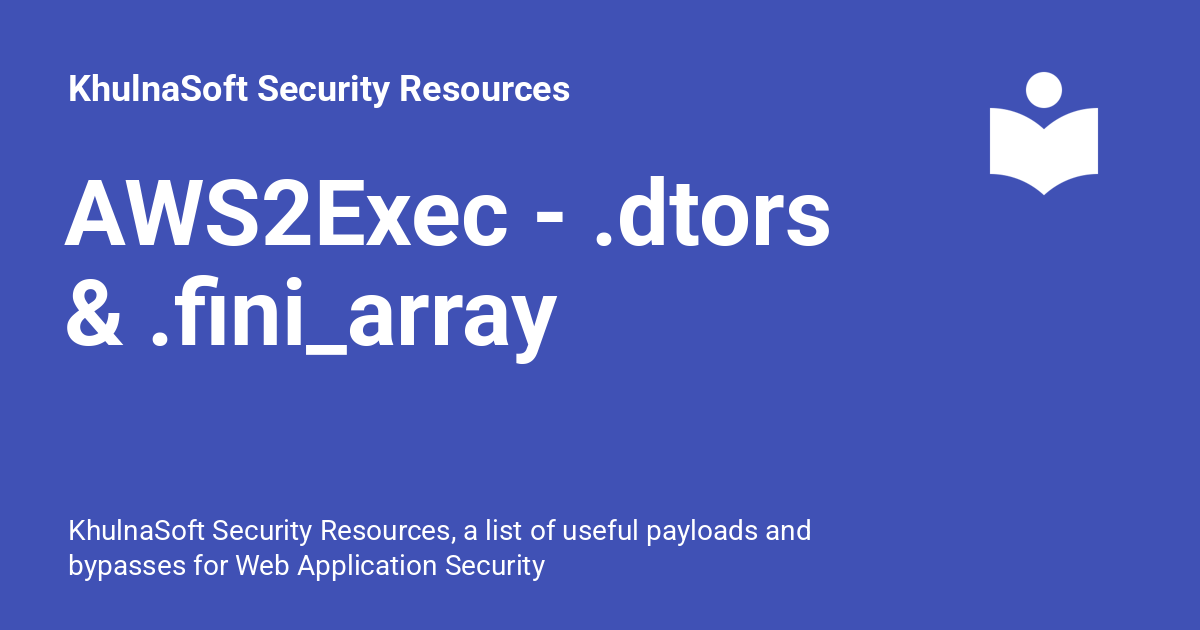 KhulnaSoft Security Resources
AWS2Exec - .dtors
& .fini_array
KhulnaSoft Security Resources, a list of useful payloads and
bypasses for Web Application Security